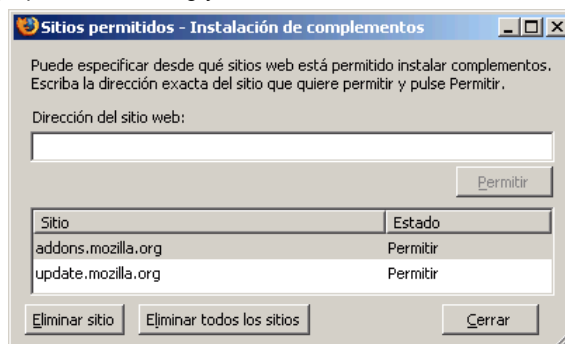 Sitios permitidos - Instalación de complementos
Puede especificar desde qué sitios web está permitido instalar complementos.
Escriba la dirección exacta del sitio que quiere permitir y pulse Permitir.
Dirección del sitio web:
Permitir
Sitio Estado
addons.mozilla.org Permitir
update.mozilla.org Permitir
Eliminar sitio Eliminar todos los sitios Cerrar